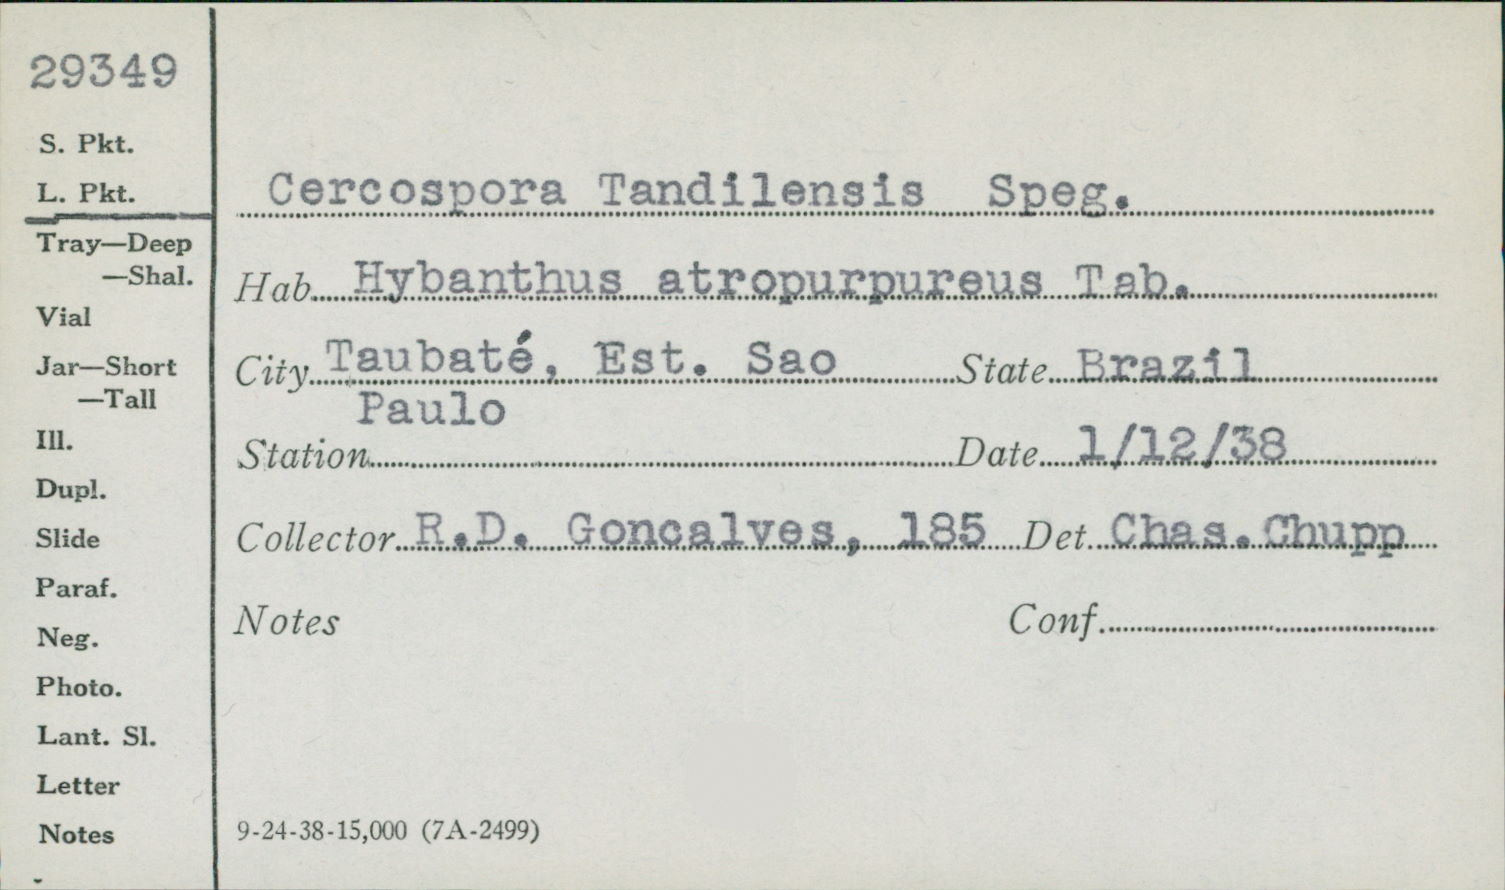 29349
S. Pkt.
L. Pkt.
Tray—Deep
—Shal.
Vial
Jar—Short
—Tall
Ill.
Dupl.
Slide
Paraf.
Neg.
Photo.
Lant. Sl.
Letter
Notes
Cercospora Tandilensis Speg.
Hab. Hybanthus atropurpureus Tab.
City Taubaté, Est. Sao State Brazil
Paulo
Station Date 1/12/38
Collector R.D. Goncalves, 185 Det. Chas.Chupp
Notes Conf.
9-24-38-15,000 (7A-2499)